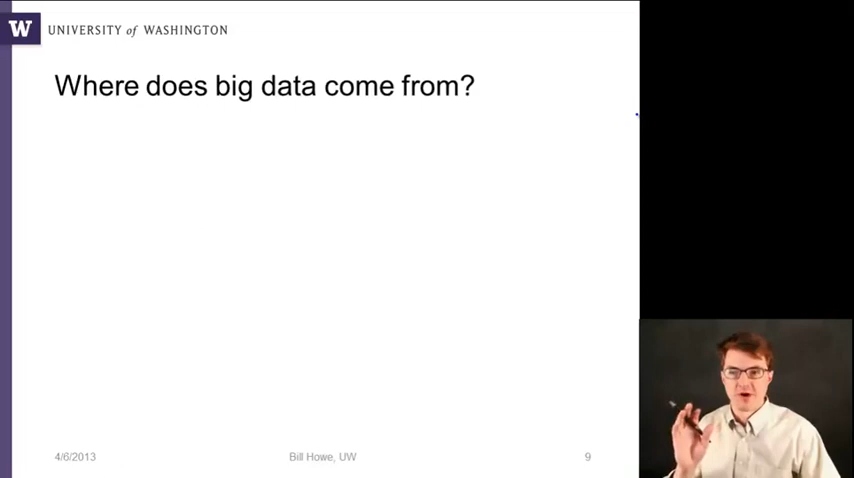 W UNIVERSITY of WASHINGTON
Where does big data come from?
4/6/2013 Bill Howe, UW 9